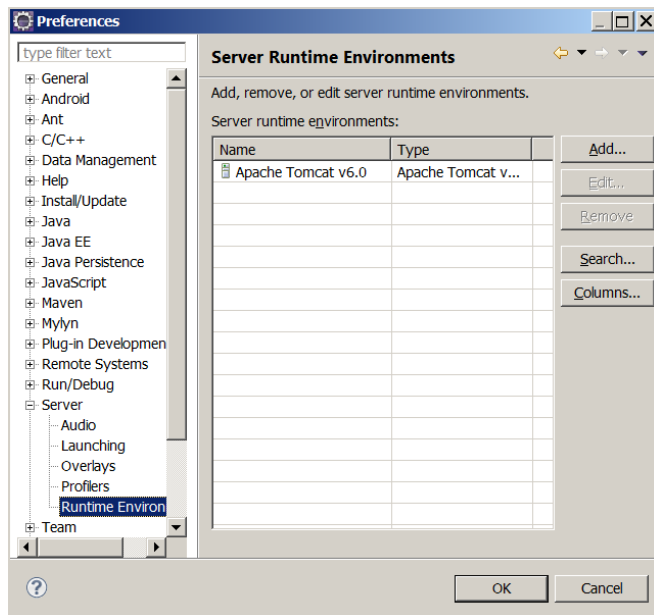 Preferences
type filter text
General
Android
Ant
C/C++
Data Management
Help
Install/Update
Java
Java EE
Java Persistence
JavaScript
Maven
Mylyn
Plug-in Developmen
Remote Systems
Run/Debug
Server
Audio
Launching
Overlays
Profilers
Runtime Environ
Team
Server Runtime Environments
Add, remove, or edit server runtime environments.
Server runtime environments:
Name Type
Apache Tomcat v6.0 Apache Tomcat v...
Add...
Edit...
Remove
Search...
Columns...
OK Cancel